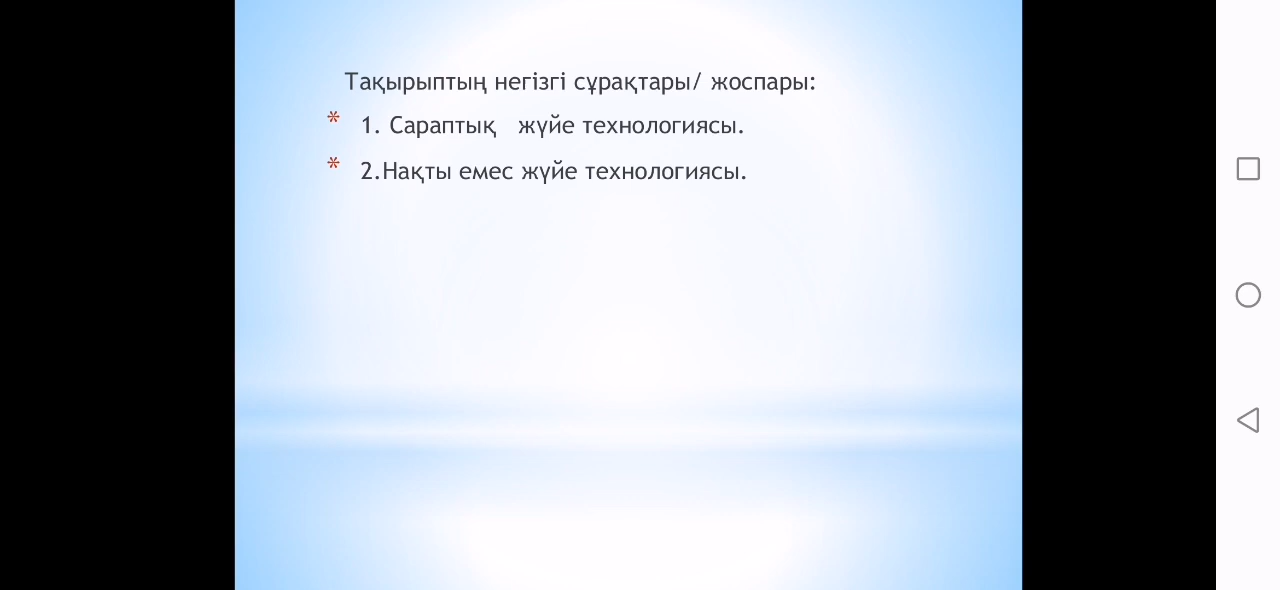 Тақырыптың негізгі сұрақтары/ жоспары:
* 1. Сараптық жүйе технологиясы.
* 2.Нақты емес жүйе технологиясы.